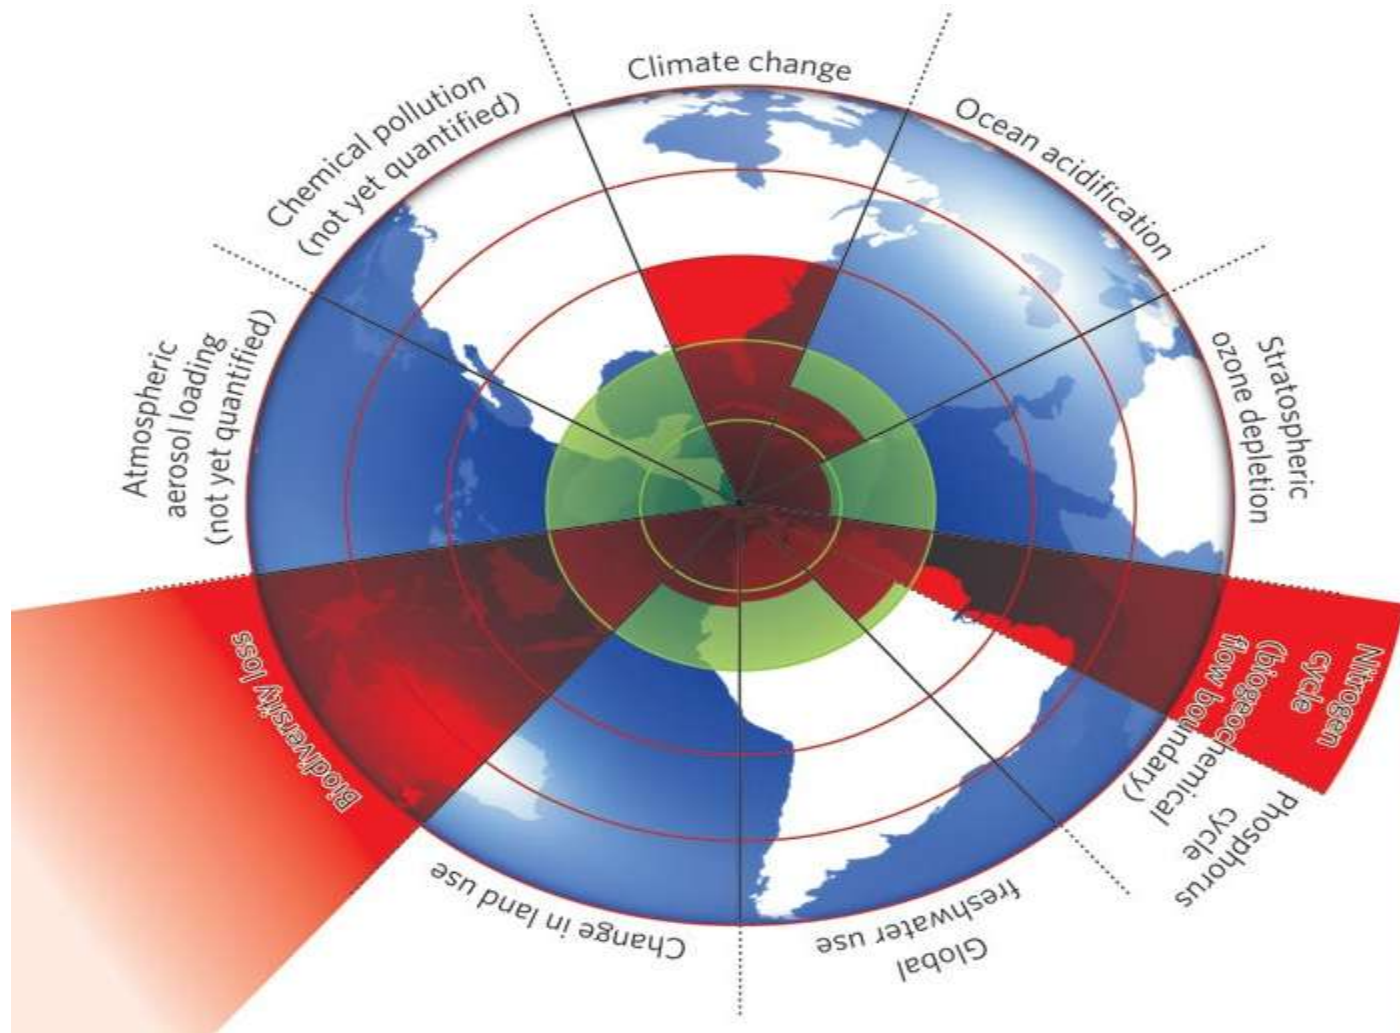 Climate change
Ocean acidification
Stratospheric
ozone depletion
Nitrogen
cycle
(biogeochemical
flow boundary)
Phosphorus
cycle
Global
freshwater use
Change in land use
Biodiversity loss
Atmospheric
aerosol loading
(not yet quantified)
Chemical pollution
(not yet quantified)